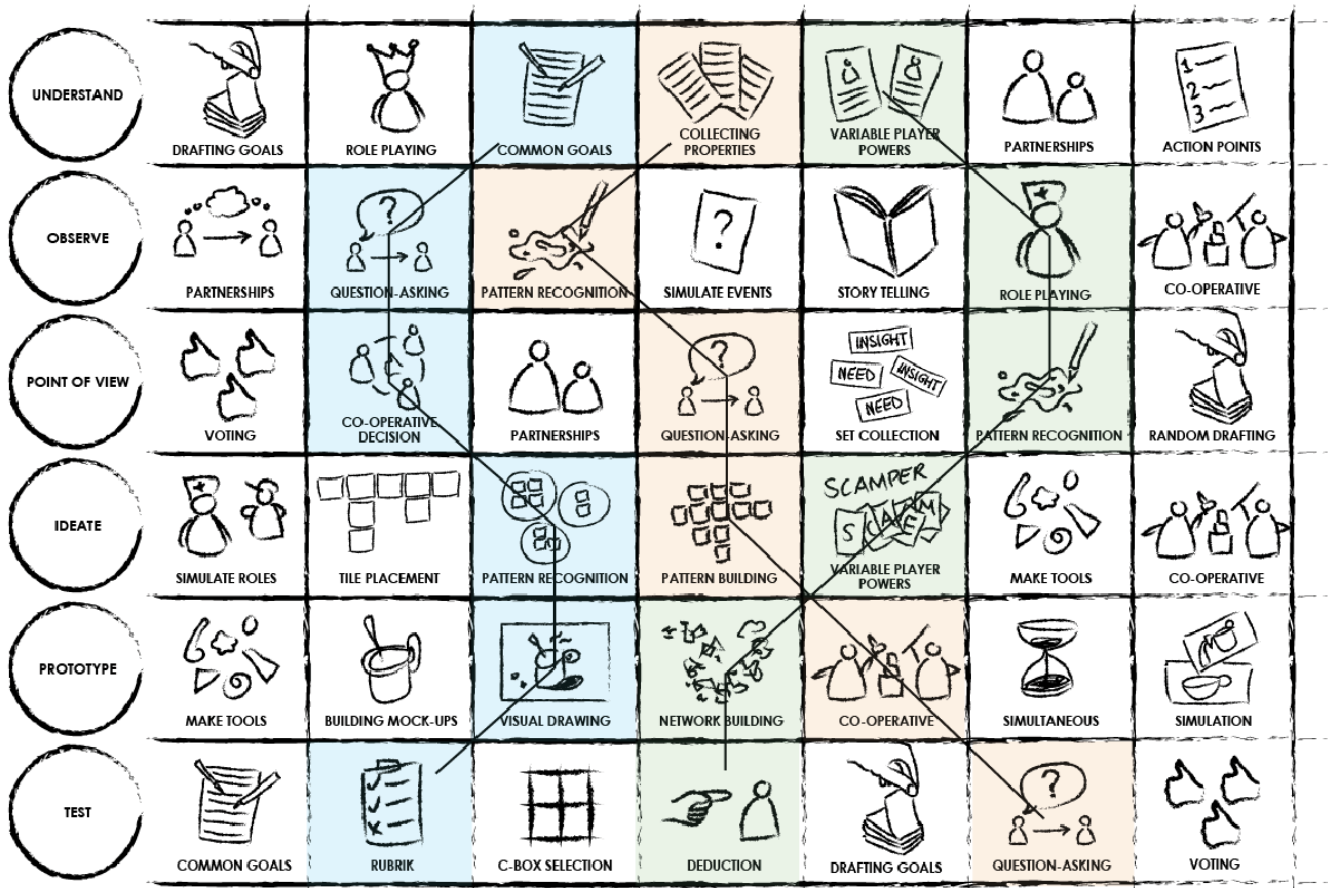 UNDERSTAND
DRAFTING GOALS
ROLE PLAYING
COMMON GOALS
COLLECTING
PROPERTIES
VARIABLE PLAYER
POWERS
PARTNERSHIPS
1
2
3
ACTION POINTS
OBSERVE
PARTNERSHIPS
?
QUESTION-ASKING
PATTERN RECOGNITION
?
SIMULATE EVENTS
STORY TELLING
ROLE PLAYING
CO-OPERATIVE
POINT OF VIEW
VOTING
CO-OPERATIVE
DECISION
PARTNERSHIPS
?
QUESTION-ASKING
INSIGHT
NEED
INSIGHT
NEED
SET COLLECTION
PATTERN RECOGNITION
RANDOM DRAFTING
IDEATE
SIMULATE ROLES
TILE PLACEMENT
PATTERN RECOGNITION
PATTERN BUILDING
SCAMPER
VARIABLE PLAYER
POWERS
MAKE TOOLS
CO-OPERATIVE
PROTOTYPE
MAKE TOOLS
BUILDING MOCK-UPS
VISUAL DRAWING
NETWORK BUILDING
CO-OPERATIVE
SIMULTANEOUS
SIMULATION
TEST
COMMON GOALS
RUBRIK
C-BOX SELECTION
DEDUCTION
DRAFTING GOALS
?
QUESTION-ASKING
VOTING